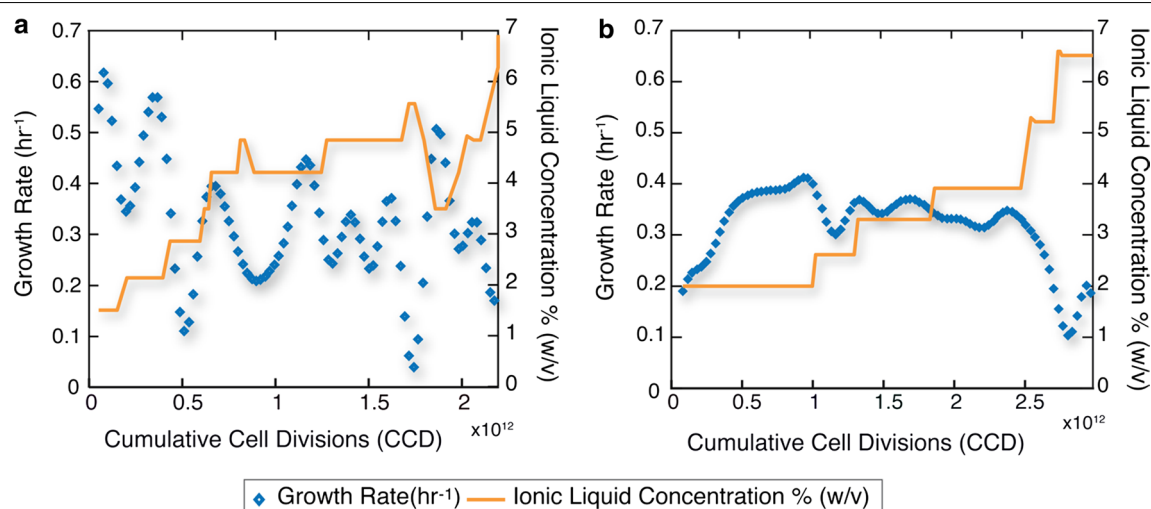 a
0.7
0.6
0.5
0.4
0.3
0.2
0.1
0
Growth Rate (hr-1)
7
6
5
4
3
2
1
0
Ionic Liquid Concentration % (w/v)
0 0.5 1 1.5 2
x10¹²
Cumulative Cell Divisions (CCD)
b
0.7
0.6
0.5
0.4
0.3
0.2
0.1
0
Growth Rate (hr-1)
7
6
5
4
3
2
1
0
Ionic Liquid Concentration % (w/v)
0 0.5 1 1.5 2 2.5
x10¹²
Cumulative Cell Divisions (CCD)
Growth Rate(hr-1) Ionic Liquid Concentration % (w/v)